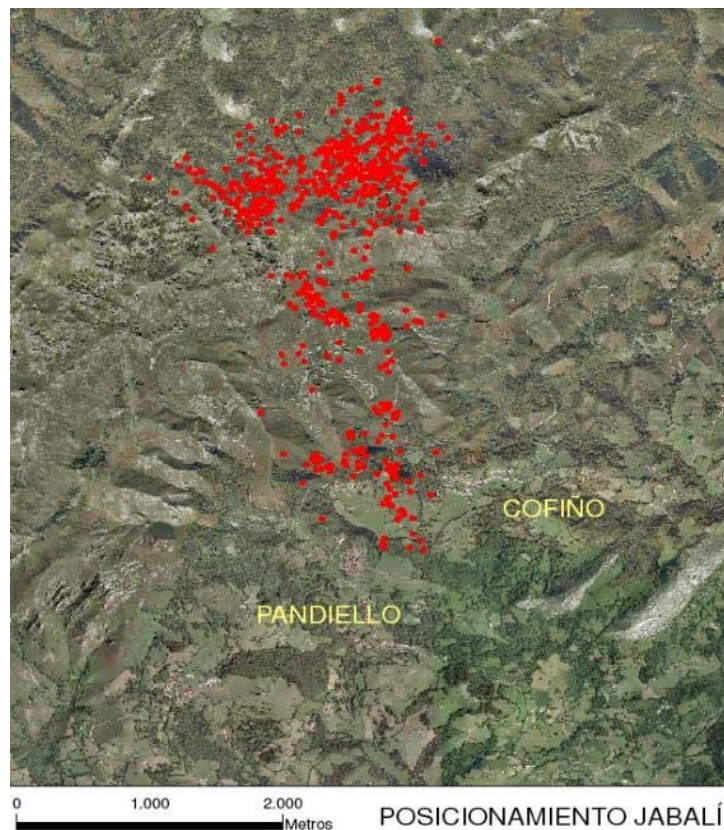 COFIÑO
PANDIELLO
0 1.000 2.000
Metros
POSICIONAMIENTO JABALÍ